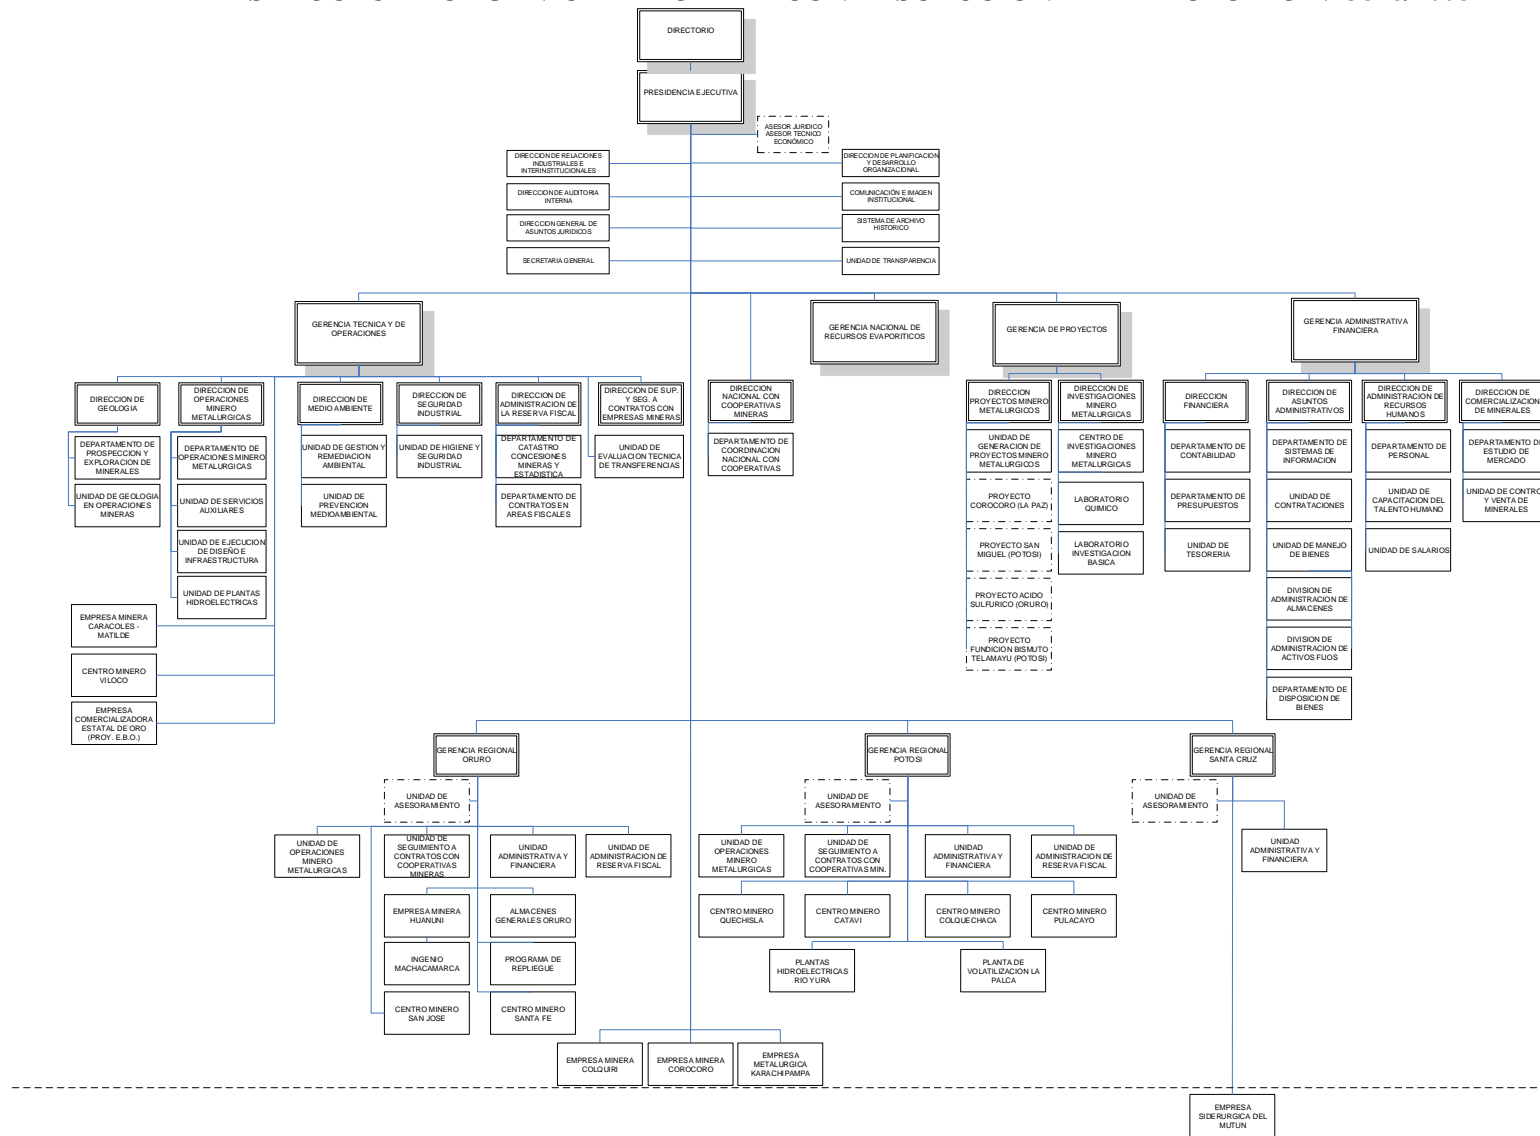 DIRECTORIO
PRESIDENCIA EJECUTIVA
ASESOR JURIDICO
ASESOR TECNICO
ECONÓMICO
DIRECCION DE RELACIONES
INDUSTRIALES E
INTERINSTITUCIONALES
DIRECCION DE PLANIFICACION
Y DESARROLLO
ORGANIZACIONAL
DIRECCION DE AUDITORIA
INTERNA
COMUNICACIÓN E IMAGEN
INSTITUCIONAL
DIRECCION GENERAL DE
ASUNTOS JURIDICOS
SISTEMA DE ARCHIVO
HISTORICO
SECRETARIA GENERAL
UNIDAD DE TRANSPARENCIA
GERENCIA TECNICA Y DE
OPERACIONES
GERENCIA NACIONAL DE
RECURSOS EVAPORITICOS
GERENCIA DE PROYECTOS
GERENCIA ADMINISTRATIVA
FINANCIERA
DIRECCION DE
GEOLOGIA
DIRECCION DE
OPERACIONES
MINERO
METALURGICAS
DIRECCION DE
MEDIO AMBIENTE
DIRECCION DE
SEGURIDAD
INDUSTRIAL
DIRECCION DE
ADMINISTRACION DE
LA RESERVA FISCAL
DIRECCION DE SUP.
Y SEG. A
CONTRATOS CON
EMPRESAS MINERAS
DIRECCION
NACIONAL CON
COOPERATIVAS
MINERAS
DIRECCION
PROYECTOS MINERO
METALURGICOS
DIRECCION DE
INVESTIGACIONES
MINERO
METALURGICAS
DIRECCION
FINANCIERA
DIRECCION DE
ASUNTOS
ADMINISTRATIVOS
DIRECCION DE
ADMINISTRACION DE
RECURSOS
HUMANOS
DIRECCION DE
COMERCIALIZACION
DE MINERALES
DEPARTAMENTO DE
PROSPECCION Y
EXPLORACION DE
MINERALES
DEPARTAMENTO DE
OPERACIONES MINERO
METALURGICAS
UNIDAD DE GESTION Y
REMEDIACION
AMBIENTAL
UNIDAD DE HIGIENE Y
SEGURIDAD
INDUSTRIAL
DEPARTAMENTO DE
CATASTRO
CONCESIONES
MINERAS Y
ESTADISTICA
UNIDAD DE
EVALUACION TECNICA
DE TRANSFERENCIAS
DEPARTAMENTO DE
COORDINACION
NACIONAL CON
COOPERATIVAS
UNIDAD DE
GENERACION DE
PROYECTOS MINERO
METALURGICOS
CENTRO DE
INVESTIGACIONES
MINERO
METALURGICAS
DEPARTAMENTO DE
CONTABILIDAD
DEPARTAMENTO DE
SISTEMAS DE
INFORMACION
DEPARTAMENTO DE
PERSONAL
DEPARTAMENTO DE
ESTUDIO DE
MERCADO
UNIDAD DE GEOLOGIA
EN OPERACIONES
MINERAS
UNIDAD DE SERVICIOS
AUXILIARES
UNIDAD DE
PREVENCION
MEDIOAMBIENTAL
DEPARTAMENTO DE
CONTRATOS EN
AREAS FISCALES
PROYECTO
COROCORO (LA PAZ)
LABORATORIO
QUIMICO
DEPARTAMENTO DE
PRESUPUESTOS
UNIDAD DE
CONTRATACIONES
UNIDAD DE
CAPACITACION DEL
TALENTO HUMANO
UNIDAD DE CONTRO
Y VENTA DE
MINERALES
UNIDAD DE EJECUCION
DE DISEÑO E
INFRAESTRUCTURA
PROYECTO SAN
MIGUEL (POTOSI)
LABORATORIO
INVESTIGACION
BASICA
UNIDAD DE
TESORERIA
UNIDAD DE MANEJO
DE BIENES
UNIDAD DE SALARIOS
UNIDAD DE PLANTAS
HIDROELECTRICAS
PROYECTO ACIDO
SULFURICO (ORURO)
DIVISION DE
ADMINISTRACION DE
ALMACENES
EMPRESA MINERA
CARACOLES -
MATILDE
PROYECTO
FUNDICION BISMUTO
TELAMAYU (POTOSI)
DIVISION DE
ADMINISTRACION DE
ACTIVOS FIJOS
CENTRO MINERO
VILOCO
DEPARTAMENTO DE
DISPOSICION DE
BIENES
EMPRESA
COMERCIALIZADORA
ESTATAL DE ORO
(PROY. E.B.O.)
GERENCIA REGIONAL
ORURO
GERENCIA REGIONAL
POTOSI
GERENCIA REGIONAL
SANTA CRUZ
UNIDAD DE
ASESORAMIENTO
UNIDAD DE
ASESORAMIENTO
UNIDAD DE
ASESORAMIENTO
UNIDAD DE
OPERACIONES
MINERO
METALURGICAS
UNIDAD DE
SEGUIMIENTO A
CONTRATOS CON
COOPERATIVAS
MINERAS
UNIDAD
ADMINISTRATIVA Y
FINANCIERA
UNIDAD DE
ADMINISTRACION DE
RESERVA FISCAL
UNIDAD DE
OPERACIONES
MINERO
METALURGICAS
UNIDAD DE
SEGUIMIENTO A
CONTRATOS CON
COOPERATIVAS MIN.
UNIDAD
ADMINISTRATIVA Y
FINANCIERA
UNIDAD DE
ADMINISTRACION DE
RESERVA FISCAL
UNIDAD
ADMINISTRATIVA Y
FINANCIERA
EMPRESA MINERA
HUANUNI
ALMACENES
GENERALES ORURO
CENTRO MINERO
QUECHISLA
CENTRO MINERO
CATAVI
CENTRO MINERO
COLQUECHACA
CENTRO MINERO
PULACAYO
INGENIO
MACHACAMARCA
PROGRAMA DE
REPLIEGUE
PLANTAS
HIDROELECTRICAS
RIO YURA
PLANTA DE
VOLATILIZACION LA
PALCA
CENTRO MINERO
SAN JOSE
CENTRO MINERO
SANTA FE
EMPRESA MINERA
COLQUIRI
EMPRESA MINERA
COROCORO
EMPRESA
METALURGICA
KARACHIPAMPA
EMPRESA
SIDERURGICA DEL
MUTUN